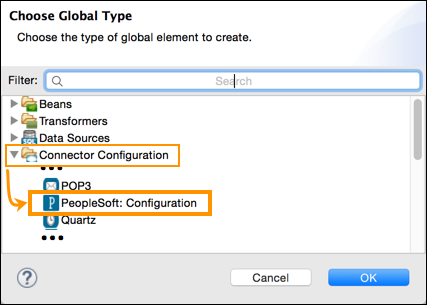 Choose Global Type
Choose the type of global element to create.
Filter: Search
Beans
Transformers
Data Sources
Connector Configuration
•••
POP3
PeopleSoft: Configuration
Quartz
•••
? Cancel OK